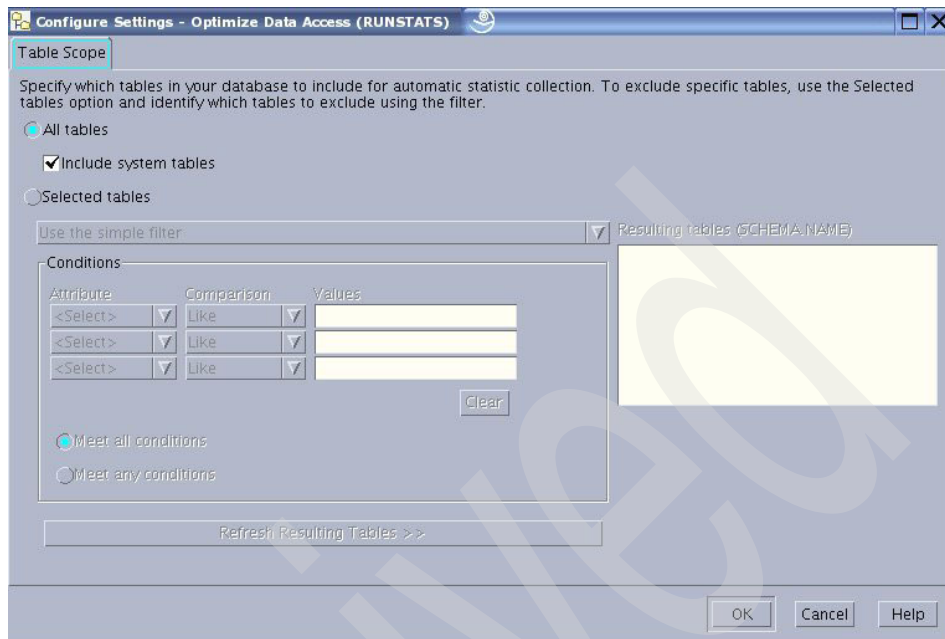 Configure Settings - Optimize Data Access (RUNSTATS)
Table Scope
Specify which tables in your database to include for automatic statistic collection. To exclude specific tables, use the Selected
tables option and identify which tables to exclude using the filter.
All tables
Include system tables
Selected tables
Use the simple filter
Resulting tables (SCHEMA.NAME)
Conditions
Attribute Comparison Values
<Select> Like
<Select> Like
<Select> Like
Clear
Meet all conditions
Meet any conditions
Refresh Resulting Tables >>
OK Cancel Help